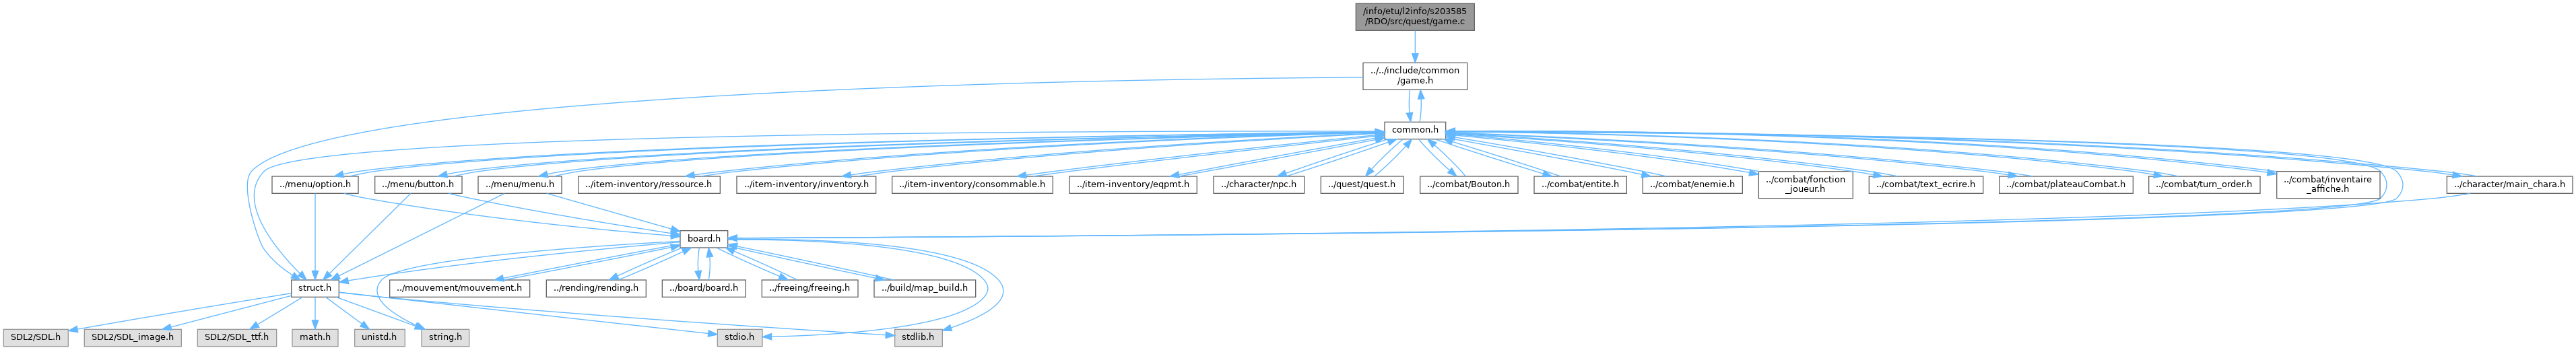 /info/etu/l2info/s203585
/RDO/src/quest/game.c
../../include/common
/game.h
common.h
../menu/option.h
../menu/button.h
../menu/menu.h
../item-inventory/ressource.h
../item-inventory/inventory.h
../item-inventory/consommable.h
../item-inventory/eqpmt.h
../character/npc.h
../quest/quest.h
../combat/Bouton.h
../combat/entite.h
../combat/enemie.h
../combat/fonction
_joueur.h
../combat/text_ecrire.h
../combat/plateauCombat.h
../combat/turn_order.h
../combat/inventaire
_affiche.h
../character/main_chara.h
board.h
struct.h
../mouvement/mouvement.h
../rending/rending.h
../board/board.h
../freeing/freeing.h
../build/map_build.h
SDL2/SDL.h
SDL2/SDL_image.h
SDL2/SDL_ttf.h
math.h
unistd.h
string.h
stdio.h
stdlib.h